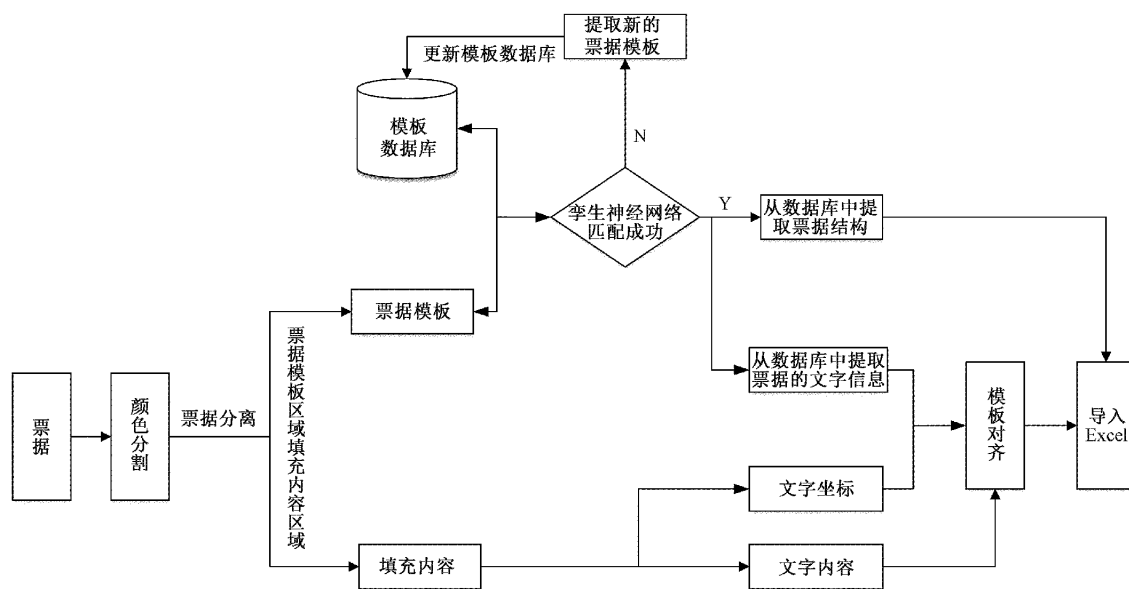 提取新的
票据模板
更新模板数据库
模板
数据库
N
孪生神经网络
匹配成功
Y
从数据库中提
取票据结构
票据模板
票据模板区域填充内容区域
从数据库中提取
票据的文字信息
票据
颜色分割
票据分离
模板对齐
导入
Excel
文字坐标
填充内容
文字内容